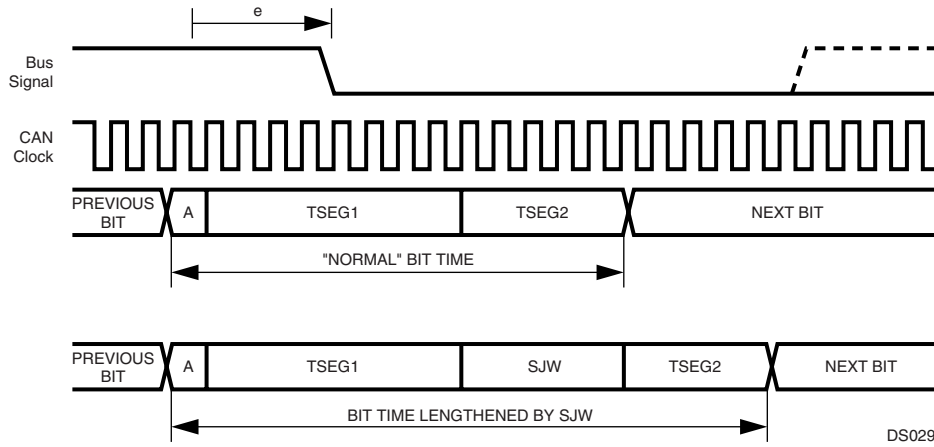 e
Bus
Signal
CAN
Clock
PREVIOUS
BIT
A
TSEG1
TSEG2
NEXT BIT
"NORMAL" BIT TIME
PREVIOUS
BIT
A
TSEG1
SJW
TSEG2
NEXT BIT
BIT TIME LENGTHENED BY SJW
DS029